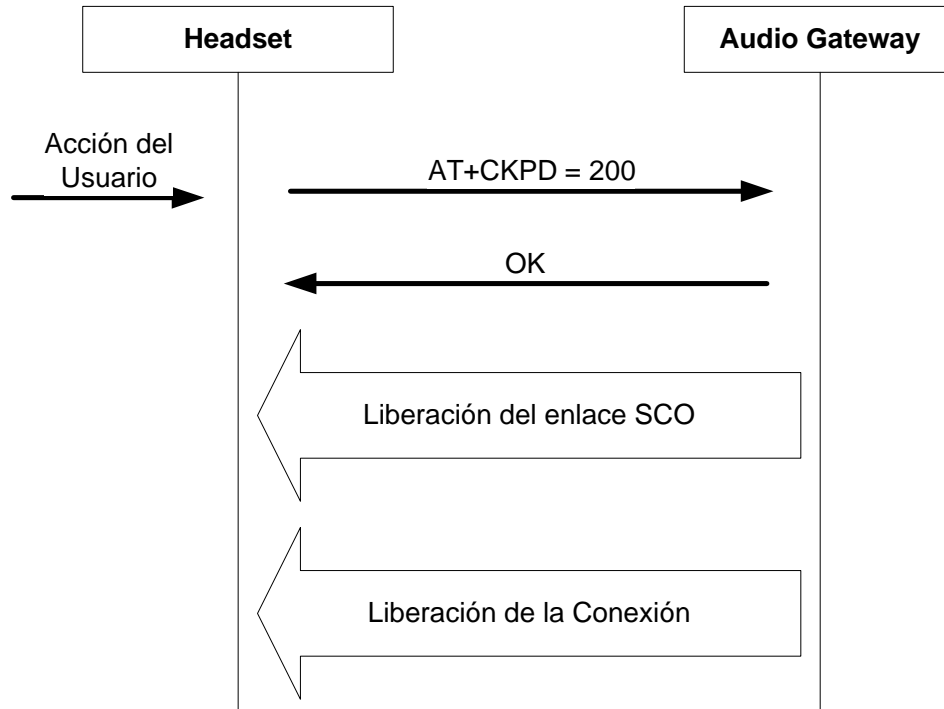 Headset
Audio Gateway
Acción del
Usuario
AT+CKPD = 200
OK
Liberación del enlace SCO
Liberación de la Conexión